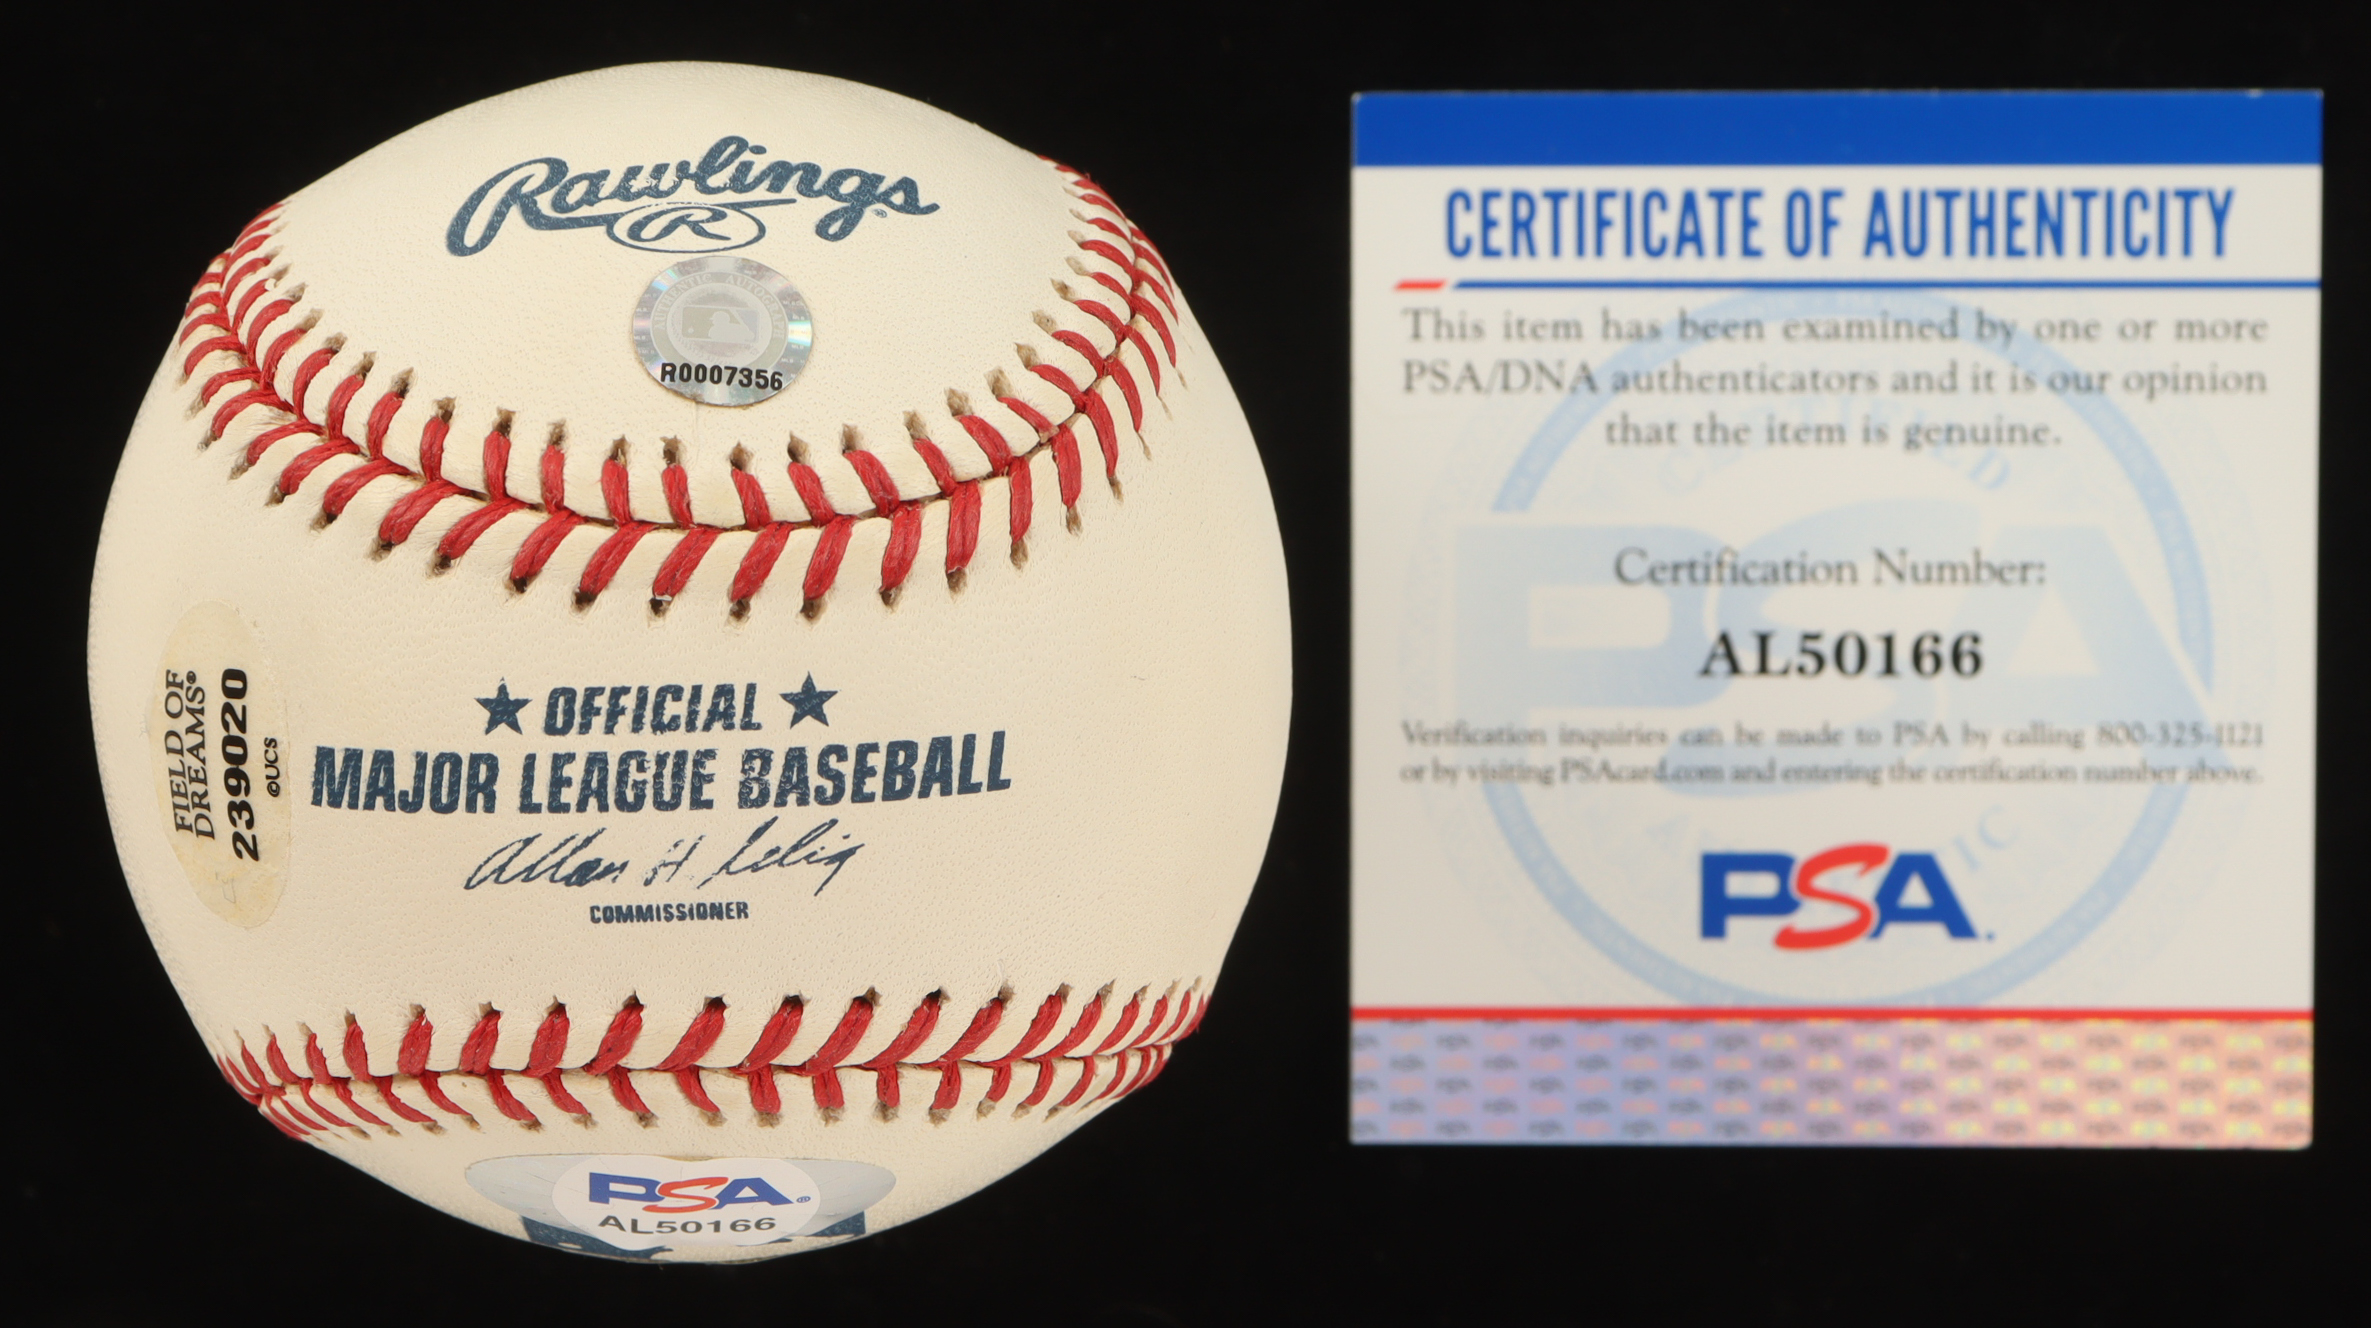 Rawlings
R
AUTHENTIC AUTOGRAPH
R0007356
FIELD OF
DREAMS®
239020
©UCS
★ OFFICIAL ★
MAJOR LEAGUE BASEBALL
Allan H. Selig
COMMISSIONER
PSA®
AL50166
CERTIFICATE OF AUTHENTICITY
This item has been examined by one or more
PSA/DNA authenticators and it is our opinion
that the item is genuine.
Certification Number:
AL50166
Verification inquiries can be made to PSA by calling 800-325-1121
or by visiting PSAcard.com and entering the certification number above.
PSA.